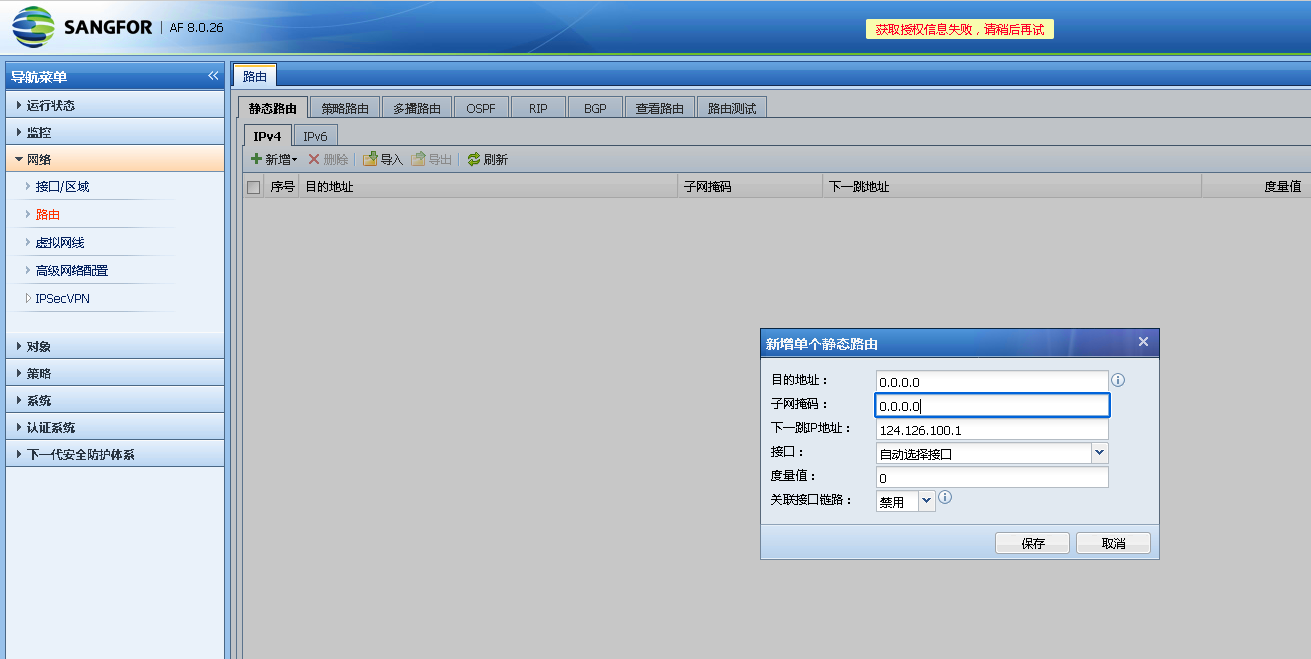 SANGFOR | AF 8.0.26
获取授权信息失败，请稍后再试
导航菜单
运行状态
监控
网络
接口/区域
路由
虚拟网线
高级网络配置
IPSecVPN
对象
策略
系统
认证系统
下一代安全防护体系
路由
静态路由 策略路由 多播路由 OSPF RIP BGP 查看路由 路由测试
IPv4 IPv6
新增 删除 导入 导出 刷新
序号 目的地址 子网掩码 下一跳地址 度量值
新增单个静态路由
目的地址： 0.0.0.0
子网掩码： 0.0.0.0
下一跳IP地址： 124.126.100.1
接口： 自动选择接口
度量值： 0
关联接口链路： 禁用
保存 取消